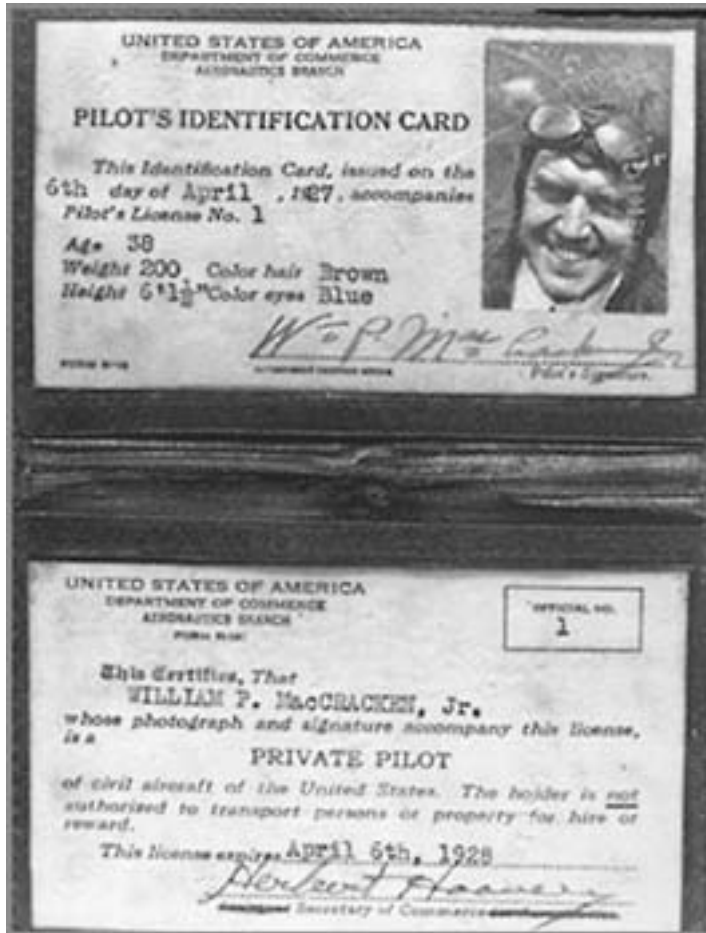 UNITED STATES OF AMERICA
DEPARTMENT OF COMMERCE
AERONAUTICS BRANCH
PILOT'S IDENTIFICATION CARD
This Identification Card, issued on the
6th day of April , 1927, accompanies
Pilot's License No. 1
Age 38
Weight 200 Color hair Brown
Height 6'1½" Color eyes Blue
Wm P. MacCracken Jr
Pilot's Signature.
UNITED STATES OF AMERICA
DEPARTMENT OF COMMERCE
AERONAUTICS BRANCH
OFFICIAL NO.
1
This Certifies, That
WILLIAM P. MacCRACKEN, Jr.
whose photograph and signature accompany this license,
is a
PRIVATE PILOT
of civil aircraft of the United States. The holder is not
authorized to transport persons or property for hire or
reward.
This license expires April 6th, 1928
Herbert Hoover
Secretary of Commerce